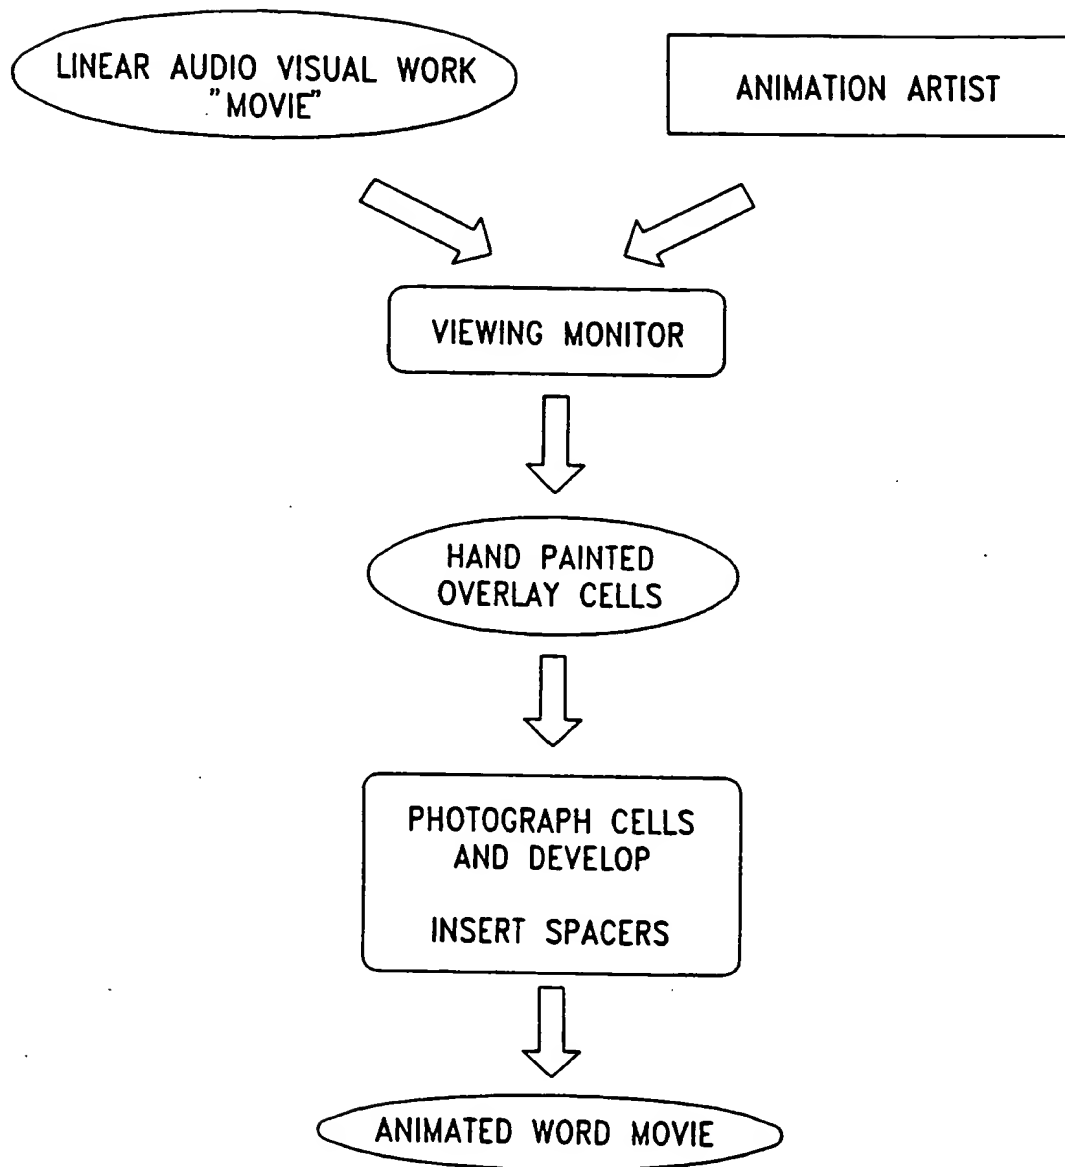 LINEAR AUDIO VISUAL WORK
"MOVIE"
ANIMATION ARTIST
VIEWING MONITOR
HAND PAINTED
OVERLAY CELLS
PHOTOGRAPH CELLS
AND DEVELOP
INSERT SPACERS
ANIMATED WORD MOVIE